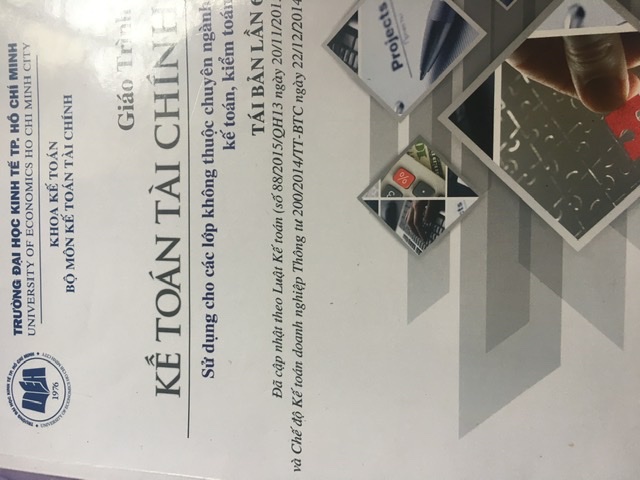 TRƯỜNG ĐẠI HỌC KINH TẾ TP. HỒ CHÍ MINH
UNIVERSITY OF ECONOMICS HO CHI MINH CITY
KHOA KẾ TOÁN
BỘ MÔN KẾ TOÁN TÀI CHÍNH
UEH
1976
Giáo Trình
KẾ TOÁN TÀI CHÍNH
Sử dụng cho các lớp không thuộc chuyên ngành
kế toán, kiểm toán
TÁI BẢN LẦN 6
Đã cập nhật theo Luật Kế toán (số 88/2015/QH13 ngày 20/11/201
và Chế độ Kế toán doanh nghiệp Thông tư 200/2014/TT-BTC ngày 22/12/2014
Projects
%